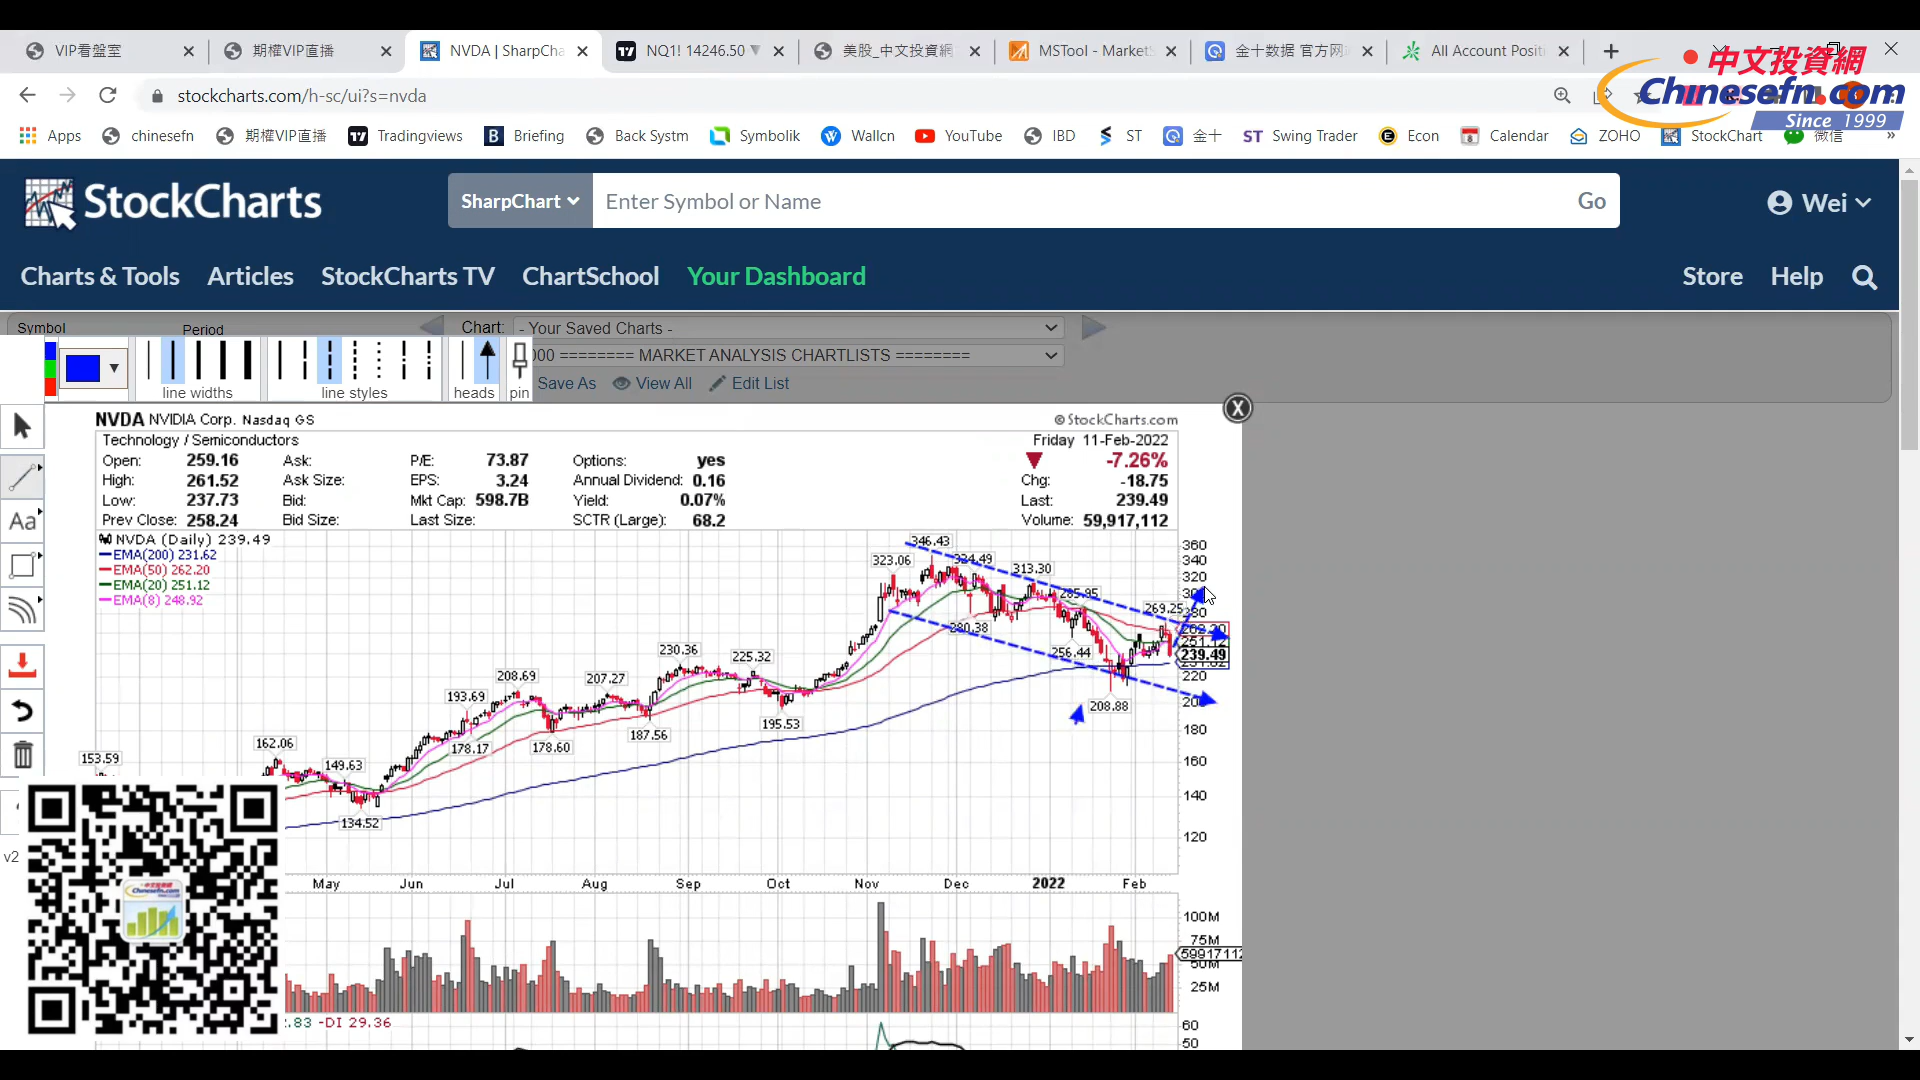 VIP看盤室
期權VIP直播
NVDA | SharpCha
NQ1! 14246.50 ▼
美股_中文投資網
MSTool - MarketS
金十数据 官方网
All Account Positi
中文投資網
Chinesefn.com
Since 1999
stockcharts.com/h-sc/ui?s=nvda
Apps
chinesefn
期權VIP直播
Tradingviews
Briefing
Back Systm
Symbolik
Wallcn
YouTube
IBD
ST
金十
ST Swing Trader
Econ
Calendar
ZOHO
StockChart
微信
StockCharts
SharpChart
Enter Symbol or Name
Go
Wei
Charts & Tools
Articles
StockCharts TV
ChartSchool
Your Dashboard
Store
Help
Symbol
Period
Chart:
- Your Saved Charts -
000 ======== MARKET ANALYSIS CHARTLISTS ========
Save As
View All
Edit List
line widths
line styles
heads
pin
Aa
NVDA NVIDIA Corp. Nasdaq GS
© StockCharts.com
Technology / Semiconductors
Friday 11-Feb-2022
Open: 259.16
Ask:
P/E: 73.87
Options: yes
-7.26%
High: 261.52
Ask Size:
EPS: 3.24
Annual Dividend: 0.16
Chg: -18.75
Low: 237.73
Bid:
Mkt Cap: 598.7B
Yield: 0.07%
Last: 239.49
Prev Close: 258.24
Bid Size:
Last Size:
SCTR (Large): 68.2
Volume: 59,917,112
NVDA (Daily) 239.49
EMA(200) 231.62
EMA(50) 262.20
EMA(20) 251.12
EMA(8) 248.92
346.43
323.06
313.30
269.25
280.38
256.44
208.88
230.36
225.32
208.69
207.27
193.69
195.53
187.56
178.17
178.60
162.06
153.59
149.63
134.52
360
340
320
239.49
220
180
160
140
120
May
Jun
Jul
Aug
Sep
Oct
Nov
Dec
2022
Feb
100M
75M
59917112
50M
25M
-DI 29.36
60
50
Chinesefn.com